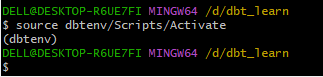 DELL@DESKTOP-R6UE7FI MINGW64 /d/dbt_learn
$ source dbtenv/Scripts/Activate
(dbtenv)
DELL@DESKTOP-R6UE7FI MINGW64 /d/dbt_learn
$